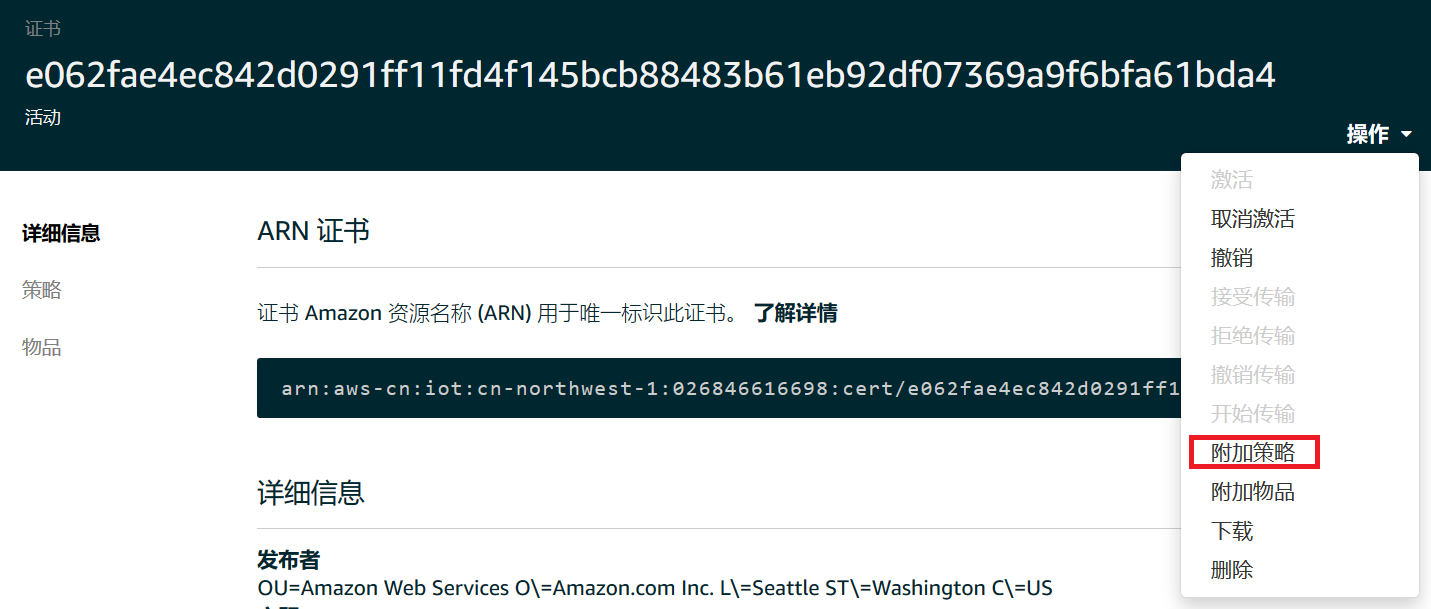 证书
e062fae4ec842d0291ff11fd4f145bcb88483b61eb92df07369a9f6bfa61bda4
活动
操作
激活
取消激活
撤销
接受传输
拒绝传输
撤销传输
开始传输
附加策略
附加物品
下载
删除
详细信息
策略
物品
ARN 证书
证书 Amazon 资源名称 (ARN) 用于唯一标识此证书。 了解详情
arn:aws-cn:iot:cn-northwest-1:026846616698:cert/e062fae4ec842d0291ff1
详细信息
发布者
OU=Amazon Web Services O\=Amazon.com Inc. L\=Seattle ST\=Washington C\=US